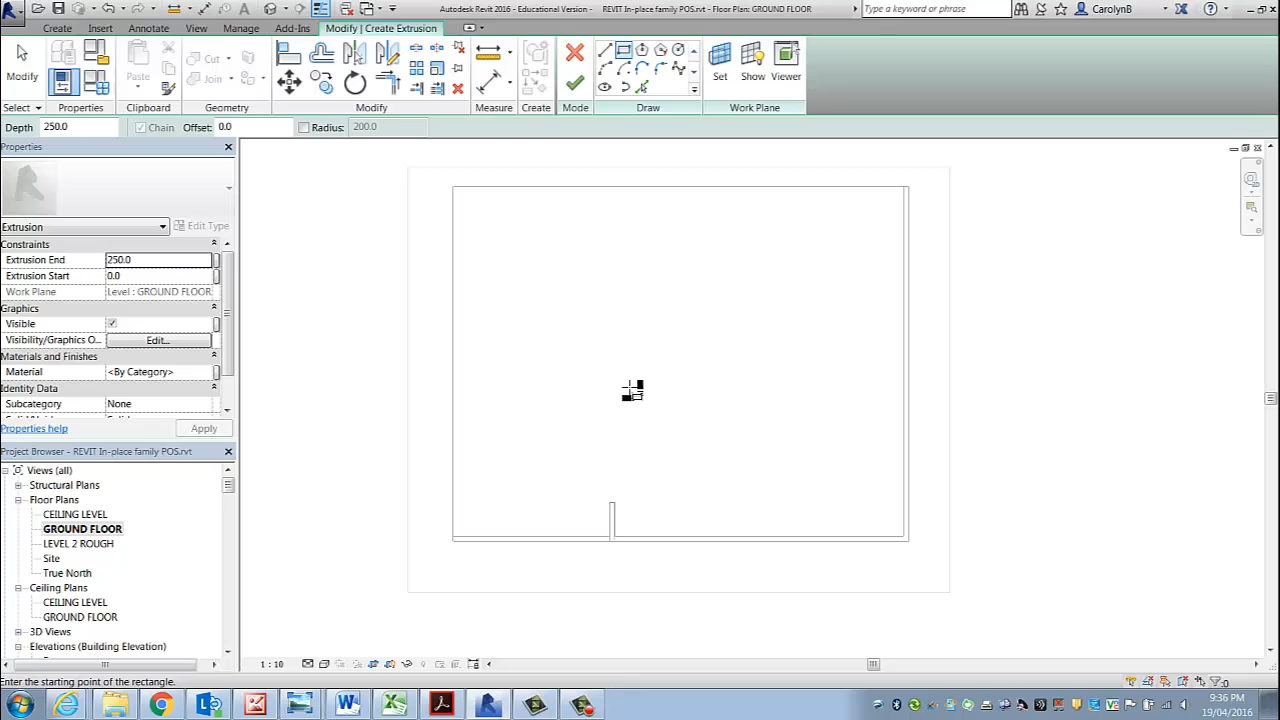 Autodesk Revit 2016 - Educational Version - REVIT In-place family POS.rvt - Floor Plan: GROUND FLO
Type a keyword or phrase
CarolynB
Create Insert Annotate View Manage Add-Ins Modify | Create Extrusion
Modify
Paste
Cut
Join
Set Show Viewer
Select Properties Clipboard Geometry Modify Measure Create Mode Draw Work Plane
Depth 250.0 Chain Offset: 0.0 Radius: 200.0
Properties
Extrusion Edit Type
Constraints
Extrusion End 250.0
Extrusion Start 0.0
Work Plane Level : GROUND FLOOR
Graphics
Visible
Visibility/Graphics O... Edit...
Materials and Finishes
Material <By Category>
Identity Data
Subcategory None
Properties help Apply
Project Browser - REVIT In-place family POS.rvt
Views (all)
Structural Plans
Floor Plans
CEILING LEVEL
GROUND FLOOR
LEVEL 2 ROUGH
Site
True North
Ceiling Plans
CEILING LEVEL
GROUND FLOOR
3D Views
Elevations (Building Elevation)
1 : 10
Enter the starting point of the rectangle.
:0
9:36 PM
19/04/2016